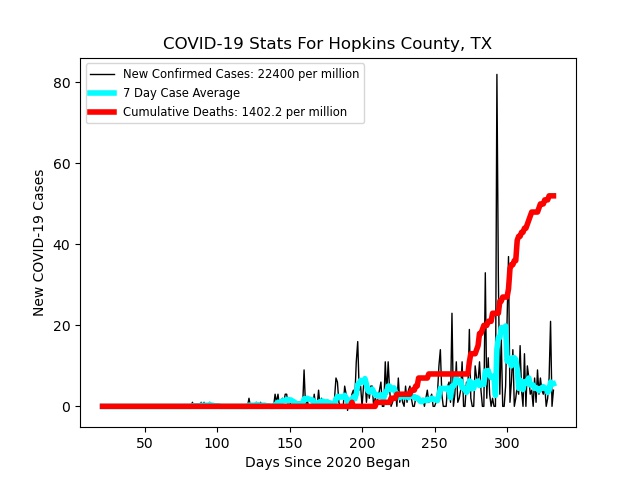 COVID-19 Stats For Hopkins County, TX
New Confirmed Cases: 22400 per million
7 Day Case Average
Cumulative Deaths: 1402.2 per million
New COVID-19 Cases
80
60
40
20
0
50 100 150 200 250 300
Days Since 2020 Began